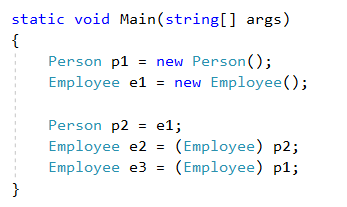 static void Main(string[] args)
{
    Person p1 = new Person();
    Employee e1 = new Employee();

    Person p2 = e1;
    Employee e2 = (Employee) p2;
    Employee e3 = (Employee) p1;
}